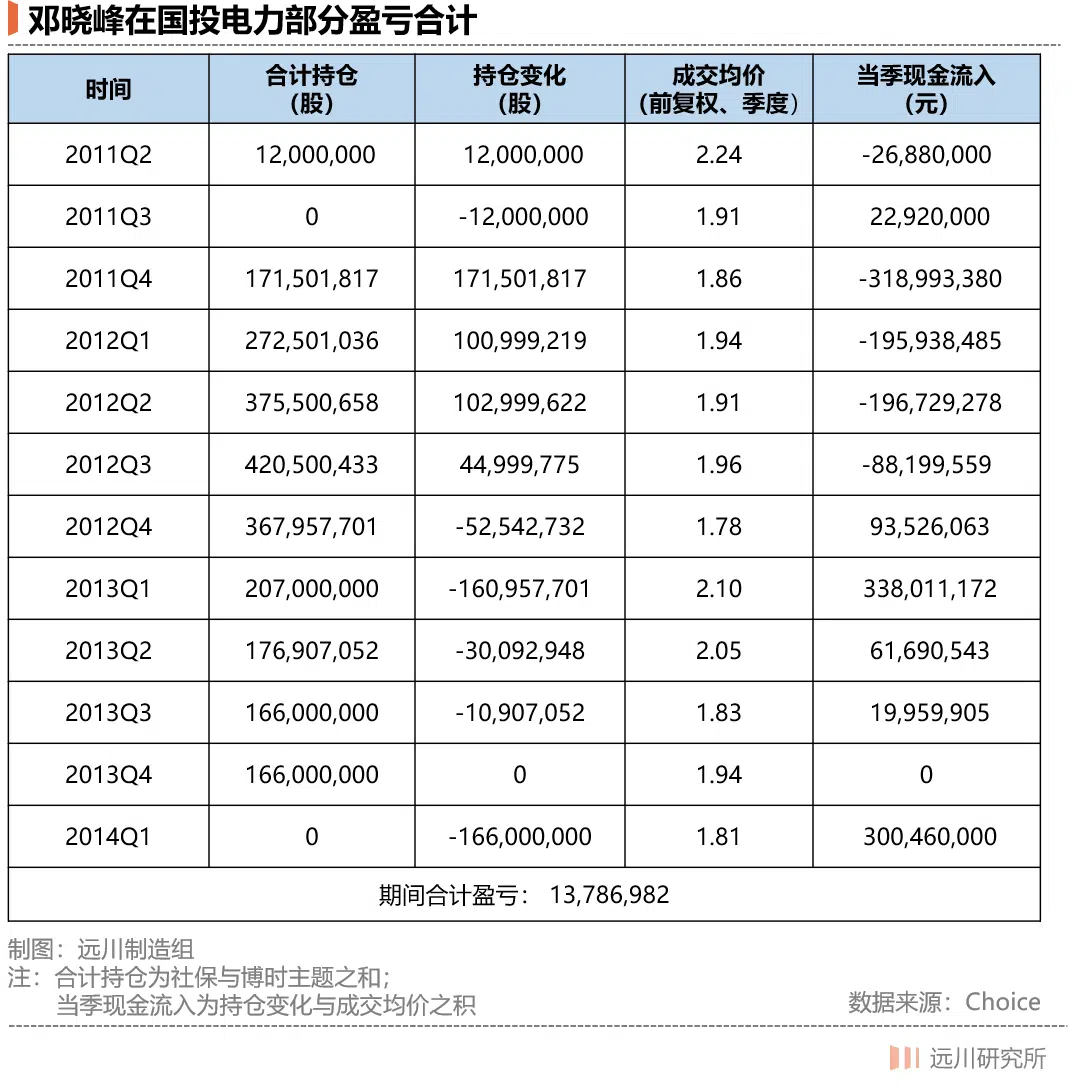 邓晓峰在国投电力部分盈亏合计
时间 合计持仓（股） 持仓变化（股） 成交均价（前复权、季度） 当季现金流入（元）
2011Q2 12,000,000 12,000,000 2.24 -26,880,000
2011Q3 0 -12,000,000 1.91 22,920,000
2011Q4 171,501,817 171,501,817 1.86 -318,993,380
2012Q1 272,501,036 100,999,219 1.94 -195,938,485
2012Q2 375,500,658 102,999,622 1.91 -196,729,278
2012Q3 420,500,433 44,999,775 1.96 -88,199,559
2012Q4 367,957,701 -52,542,732 1.78 93,526,063
2013Q1 207,000,000 -160,957,701 2.10 338,011,172
2013Q2 176,907,052 -30,092,948 2.05 61,690,543
2013Q3 166,000,000 -10,907,052 1.83 19,959,905
2013Q4 166,000,000 0 1.94 0
2014Q1 0 -166,000,000 1.81 300,460,000
期间合计盈亏： 13,786,982
制图：远川制造组
注：合计持仓为社保与博时主题之和；
当季现金流入为持仓变化与成交均价之积
数据来源：Choice
远川研究所